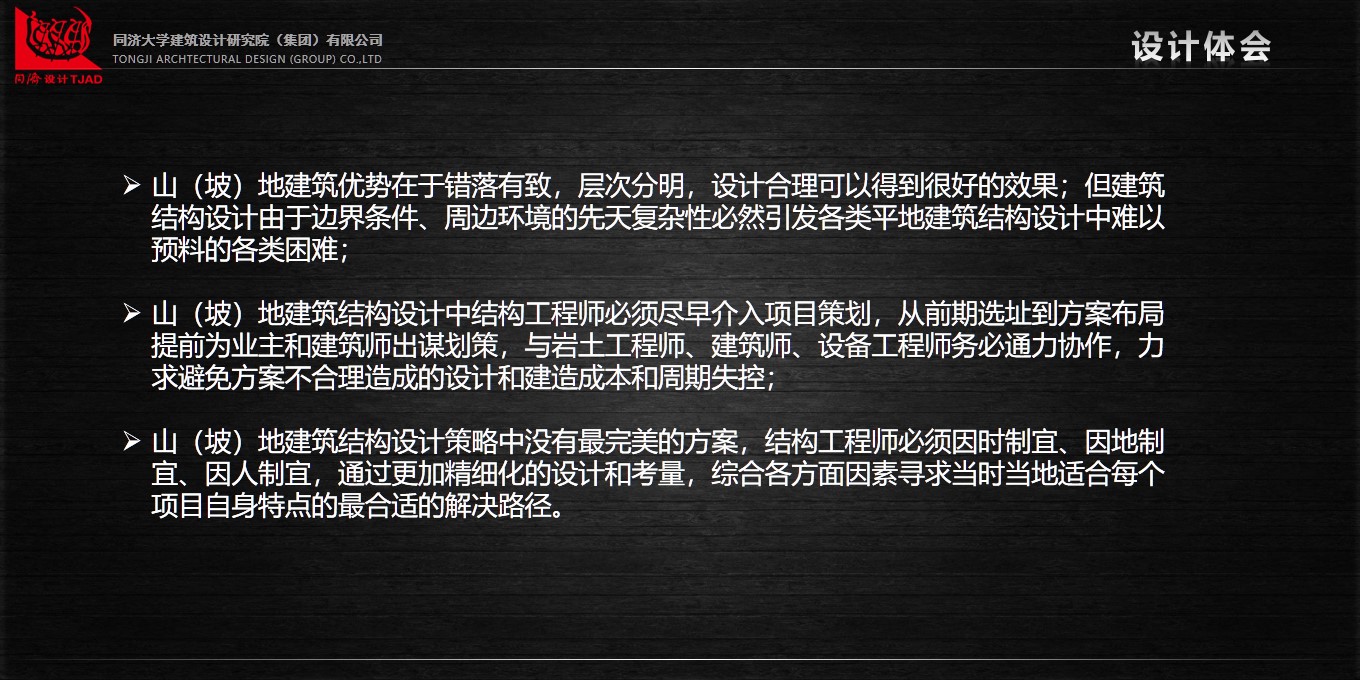 同济大学建筑设计研究院（集团）有限公司
TONGJI ARCHTECTURAL DESIGN (GROUP) CO.,LTD
同济设计TJAD
设计体会
山（坡）地建筑优势在于错落有致，层次分明，设计合理可以得到很好的效果；但建筑
结构设计由于边界条件、周边环境的先天复杂性必然引发各类平地建筑结构设计中难以
预料的各类困难；
山（坡）地建筑结构设计中结构工程师必须尽早介入项目策划，从前期选址到方案布局
提前为业主和建筑师出谋划策，与岩土工程师、建筑师、设备工程师务必通力协作，力
求避免方案不合理造成的设计和建造成本和周期失控；
山（坡）地建筑结构设计策略中没有最完美的方案，结构工程师必须因时制宜、因地制
宜、因人制宜，通过更加精细化的设计和考量，综合各方面因素寻求当时当地适合每个
项目自身特点的最合适的解决路径。